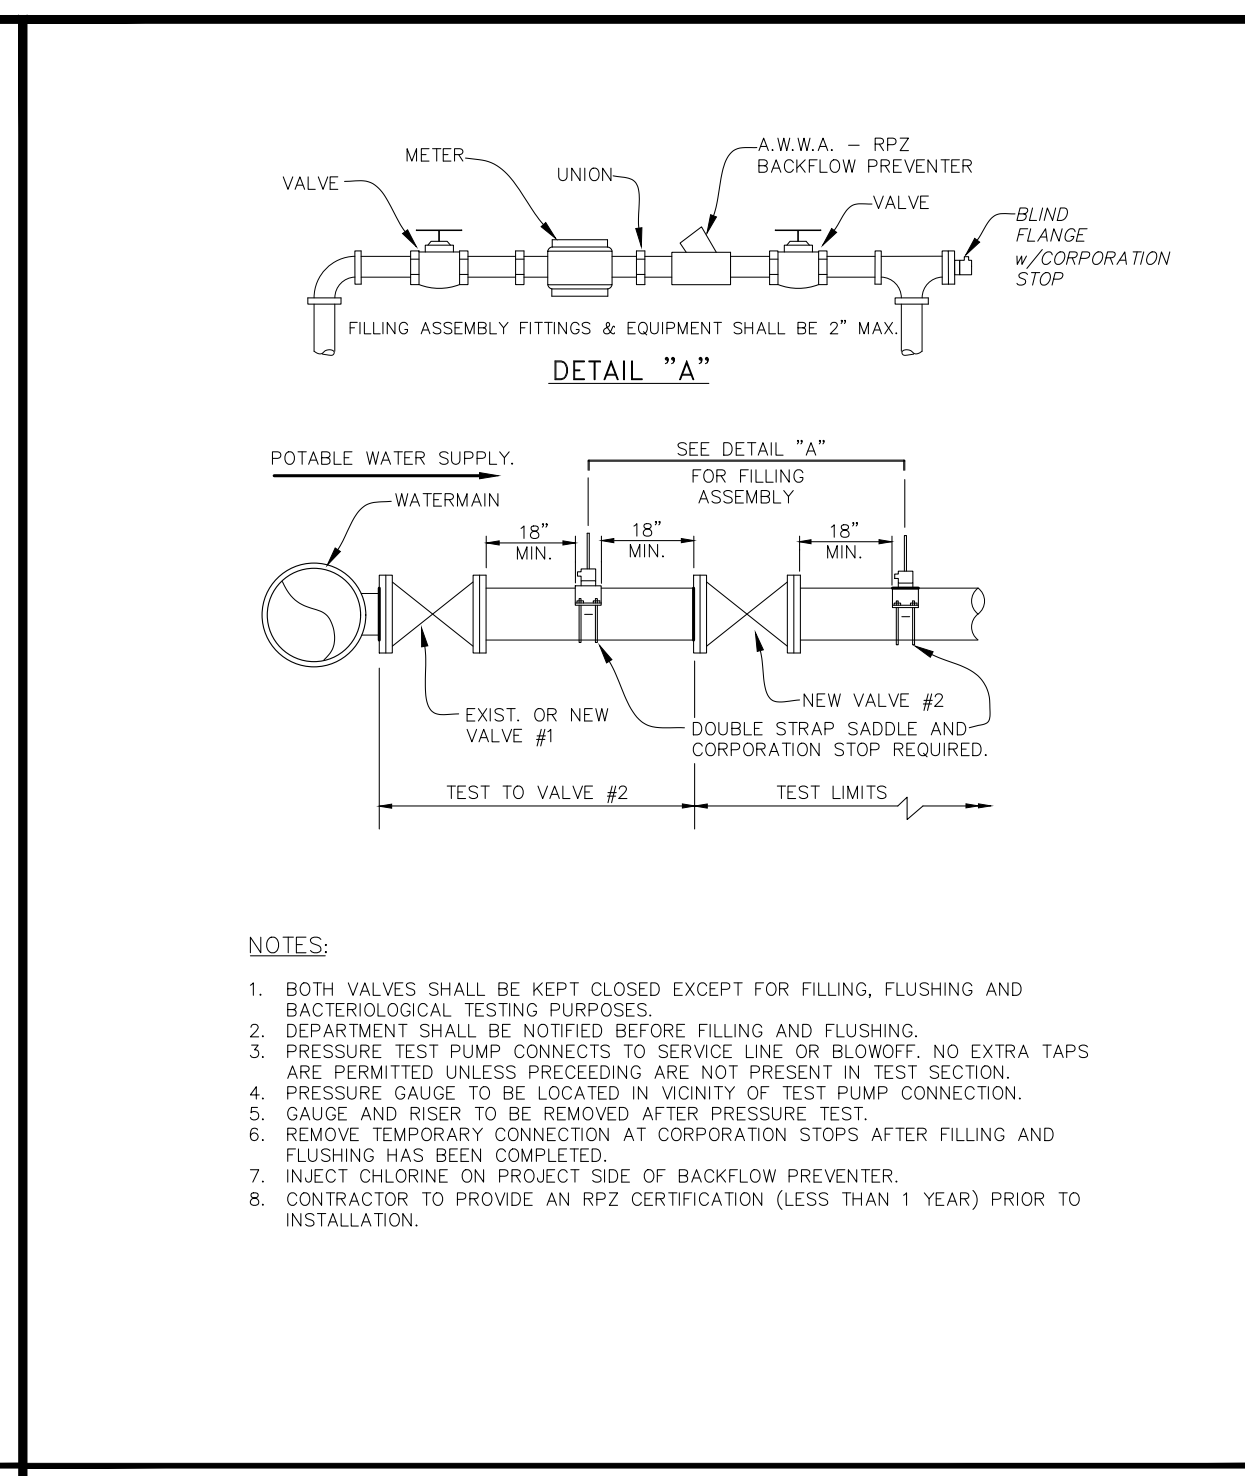 METER
A.W.W.A. – RPZ
BACKFLOW PREVENTER
UNION
VALVE
VALVE
BLIND
FLANGE
w/CORPORATION
STOP
FILLING ASSEMBLY FITTINGS & EQUIPMENT SHALL BE 2" MAX.
DETAIL "A"
POTABLE WATER SUPPLY.
SEE DETAIL "A"
FOR FILLING
ASSEMBLY
WATERMAIN
18"
MIN.
18"
MIN.
18"
MIN.
NEW VALVE #2
EXIST. OR NEW
VALVE #1
DOUBLE STRAP SADDLE AND
CORPORATION STOP REQUIRED.
TEST TO VALVE #2
TEST LIMITS
NOTES:
1. BOTH VALVES SHALL BE KEPT CLOSED EXCEPT FOR FILLING, FLUSHING AND
BACTERIOLOGICAL TESTING PURPOSES.
2. DEPARTMENT SHALL BE NOTIFIED BEFORE FILLING AND FLUSHING.
3. PRESSURE TEST PUMP CONNECTS TO SERVICE LINE OR BLOWOFF. NO EXTRA TAPS
ARE PERMITTED UNLESS PRECEEDING ARE NOT PRESENT IN TEST SECTION.
4. PRESSURE GAUGE TO BE LOCATED IN VICINITY OF TEST PUMP CONNECTION.
5. GAUGE AND RISER TO BE REMOVED AFTER PRESSURE TEST.
6. REMOVE TEMPORARY CONNECTION AT CORPORATION STOPS AFTER FILLING AND
FLUSHING HAS BEEN COMPLETED.
7. INJECT CHLORINE ON PROJECT SIDE OF BACKFLOW PREVENTER.
8. CONTRACTOR TO PROVIDE AN RPZ CERTIFICATION (LESS THAN 1 YEAR) PRIOR TO
INSTALLATION.